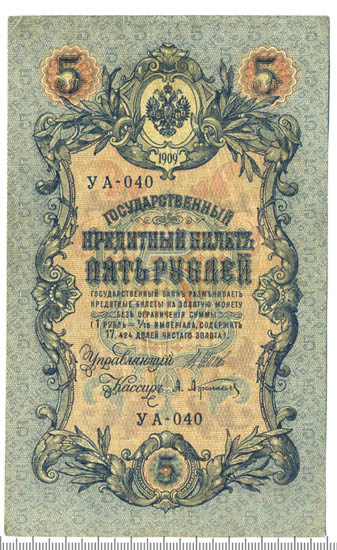 5 5
1909
УА-040
ГОСУДАРСТВЕННЫЙ
КРЕДИТНЫЙ БИЛЕТЪ
ПЯТЬ РУБЛЕЙ
ГОСУДАРСТВЕННЫЙ БАНКЪ РАЗМѢНИВАЕТЪ
КРЕДИТНЫЕ БИЛЕТЫ НА ЗОЛОТУЮ МОНЕТУ
БЕЗЪ ОГРАНИЧЕНІЯ СУММЫ
(1 РУБЛЬ = 1/15 ИМПЕРІАЛА, СОДЕРЖИТЪ
17,424 ДОЛЕЙ ЧИСТАГО ЗОЛОТА).
Управляющій
Кассиръ
УА-040
5